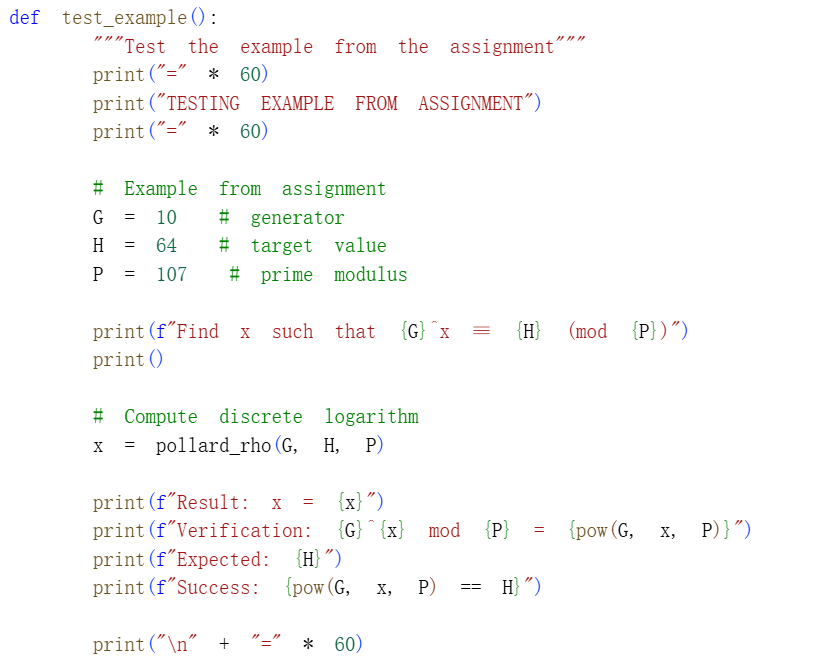 def test_example():
    """Test the example from the assignment"""
    print("=" * 60)
    print("TESTING EXAMPLE FROM ASSIGNMENT")
    print("=" * 60)

    # Example from assignment
    G = 10  # generator
    H = 64  # target value
    P = 107  # prime modulus

    print(f"Find x such that {G}^x ≡ {H} (mod {P})")
    print()

    # Compute discrete logarithm
    x = pollard_rho(G, H, P)

    print(f"Result: x = {x}")
    print(f"Verification: {G}^{x} mod {P} = {pow(G, x, P)}")
    print(f"Expected: {H}")
    print(f"Success: {pow(G, x, P) == H}")

    print("\n" + "=" * 60)